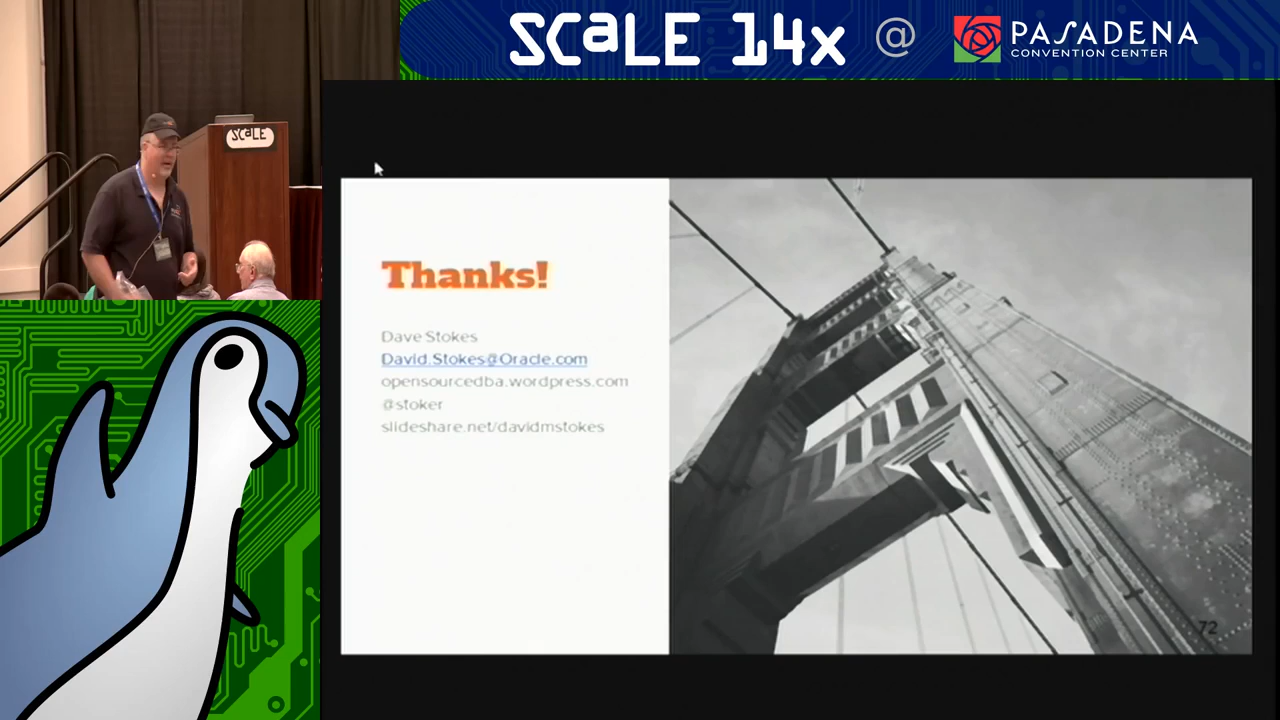 SCaLE 14x @ PASADENA
CONVENTION CENTER
SCaLE
Thanks!
Dave Stokes
David.Stokes@Oracle.com
opensourcedba.wordpress.com
@stoker
slideshare.net/davidmstokes
72